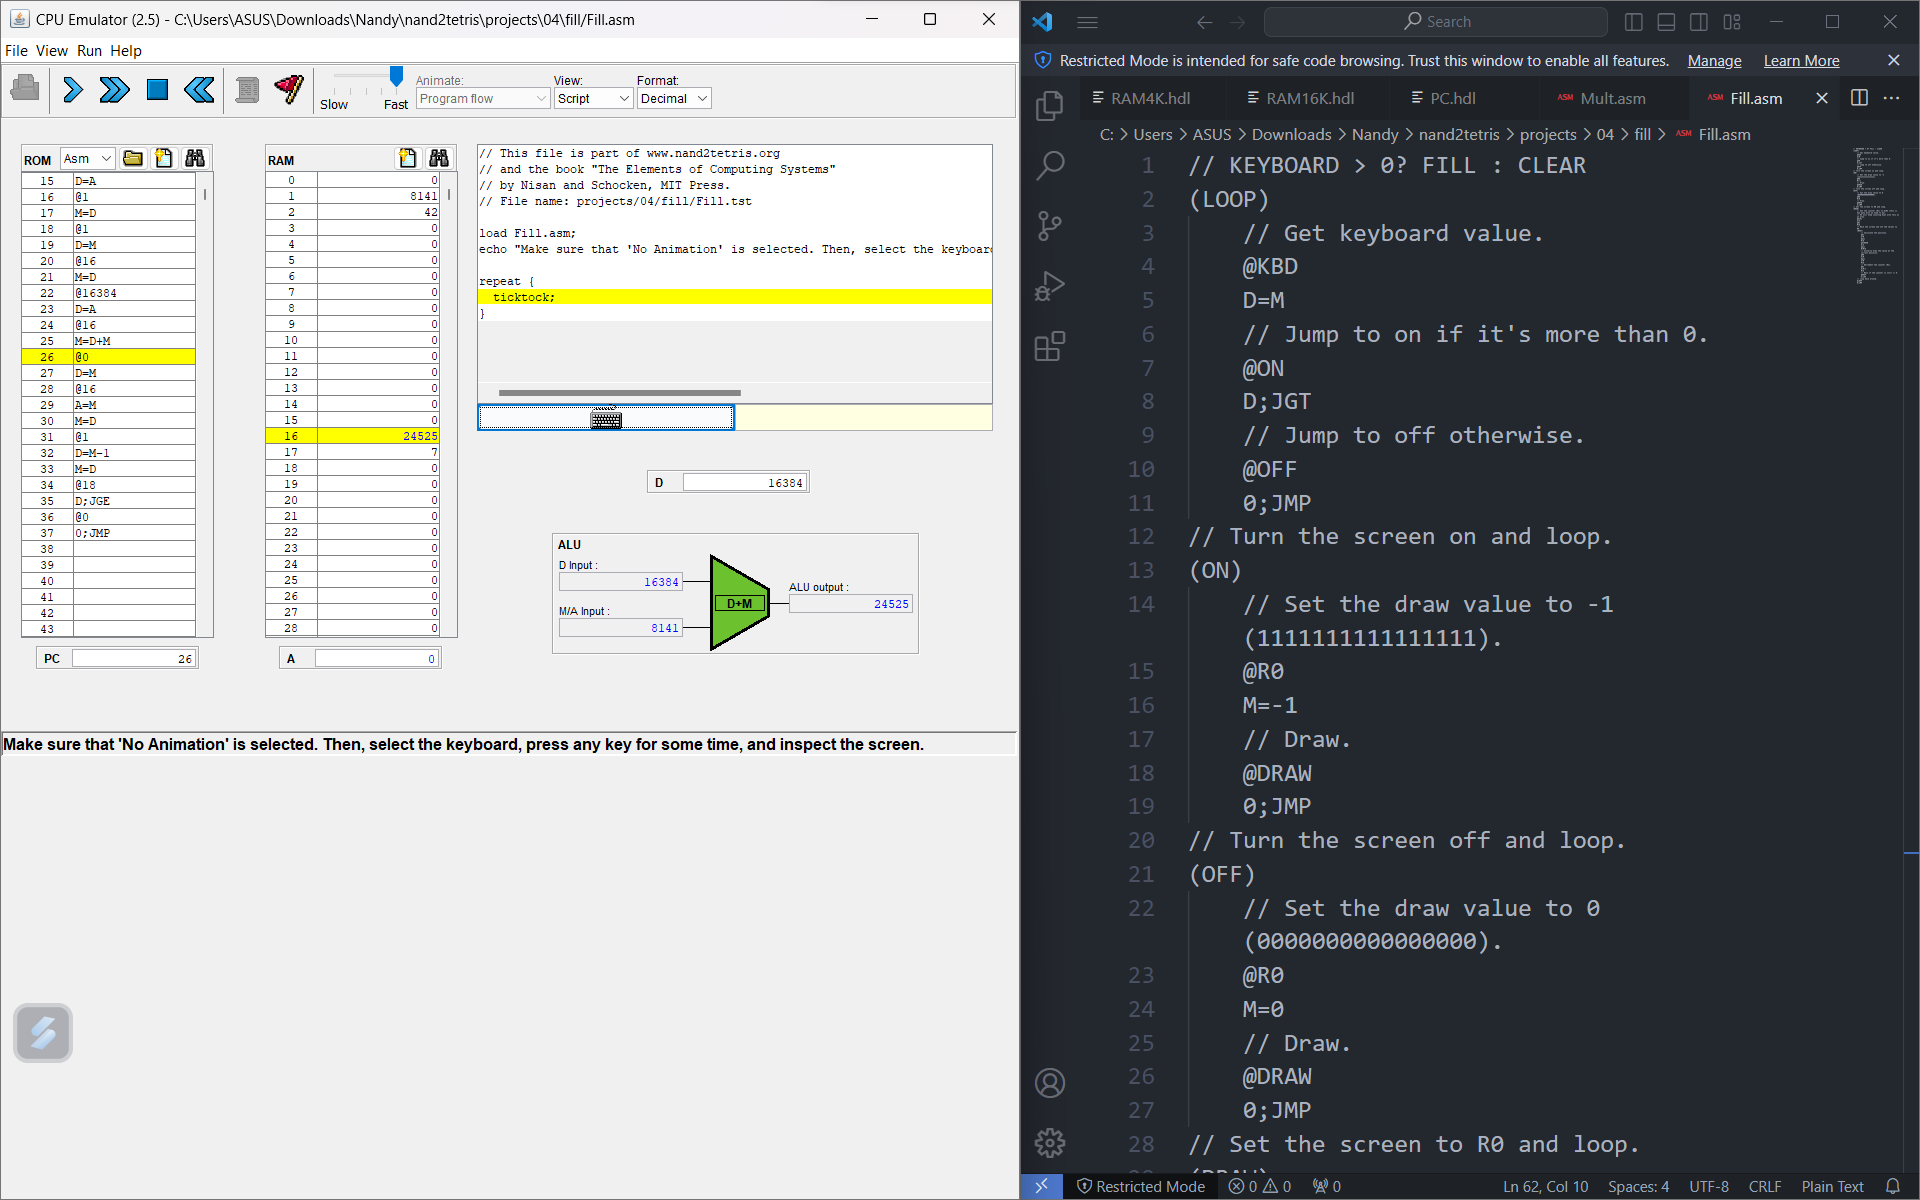 CPU Emulator (2.5) - C:\Users\ASUS\Downloads\Nandy\nand2tetris\projects\04\fill/Fill.asm
File View Run Help
Slow Fast
Animate:
Program flow
View:
Script
Format:
Decimal
ROM Asm
15 D=A
16 @1
17 M=D
18 @1
19 D=M
20 @16
21 M=D
22 @16384
23 D=A
24 @16
25 M=D+M
26 @0
27 D=M
28 @16
29 A=M
30 M=D
31 @1
32 D=M-1
33 M=D
34 @18
35 D;JGE
36 @0
37 0;JMP
38
39
40
41
42
43
PC 26
RAM
0 0
1 8141
2 42
3 0
4 0
5 0
6 0
7 0
8 0
9 0
10 0
11 0
12 0
13 0
14 0
15 0
16 24525
17 7
18 0
19 0
20 0
21 0
22 0
23 0
24 0
25 0
26 0
27 0
28 0
A 0
// This file is part of www.nand2tetris.org
// and the book "The Elements of Computing Systems"
// by Nisan and Schocken, MIT Press.
// File name: projects/04/fill/Fill.tst
load Fill.asm;
echo "Make sure that 'No Animation' is selected. Then, select the keyboard
repeat {
ticktock;
}
D 16384
ALU
D Input :
16384
M/A Input :
8141
D+M
ALU output :
24525
Make sure that 'No Animation' is selected. Then, select the keyboard, press any key for some time, and inspect the screen.
Search
Restricted Mode is intended for safe code browsing. Trust this window to enable all features. Manage Learn More
RAM4K.hdl RAM16K.hdl PC.hdl ASM Mult.asm ASM Fill.asm
C: > Users > ASUS > Downloads > Nandy > nand2tetris > projects > 04 > fill > ASM Fill.asm
1 // KEYBOARD > 0? FILL : CLEAR
2 (LOOP)
3 // Get keyboard value.
4 @KBD
5 D=M
6 // Jump to on if it's more than 0.
7 @ON
8 D;JGT
9 // Jump to off otherwise.
10 @OFF
11 0;JMP
12 // Turn the screen on and loop.
13 (ON)
14 // Set the draw value to -1
(1111111111111111).
15 @R0
16 M=-1
17 // Draw.
18 @DRAW
19 0;JMP
20 // Turn the screen off and loop.
21 (OFF)
22 // Set the draw value to 0
(0000000000000000).
23 @R0
24 M=0
25 // Draw.
26 @DRAW
27 0;JMP
28 // Set the screen to R0 and loop.
Restricted Mode 0 0 0 Ln 62, Col 10 Spaces: 4 UTF-8 CRLF Plain Text